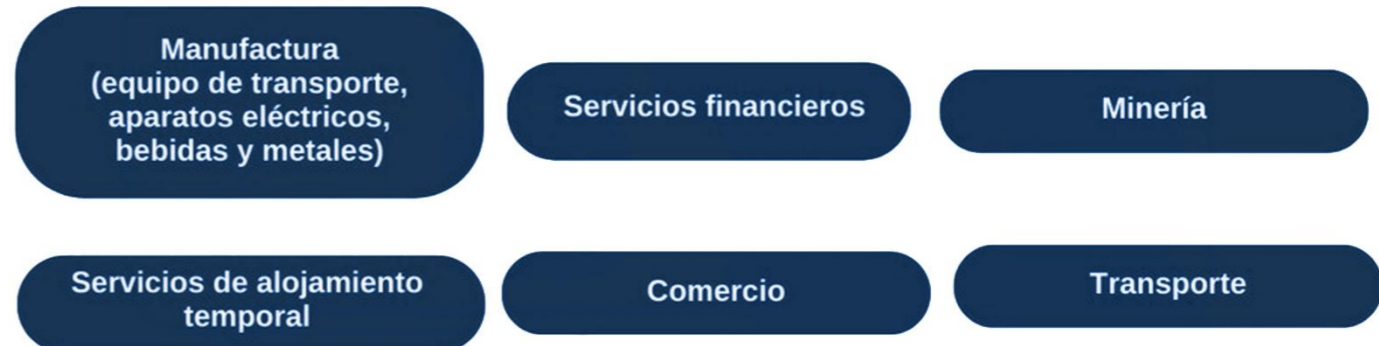 Manufactura
(equipo de transporte,
aparatos eléctricos,
bebidas y metales)
Servicios financieros
Minería
Servicios de alojamiento
temporal
Comercio
Transporte